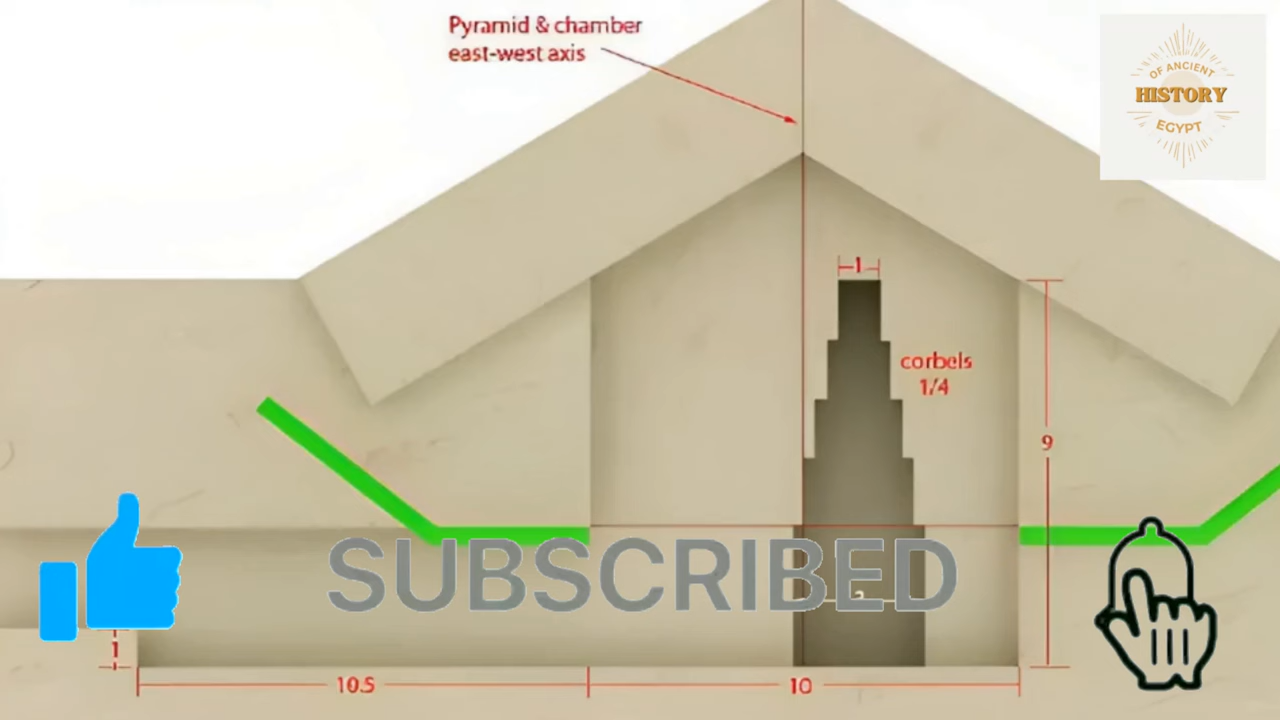 Pyramid & chamber
east-west axis
OF ANCIENT
HISTORY
EGYPT
1
corbels
1/4
9
SUBSCRIBED
1
10.5
10